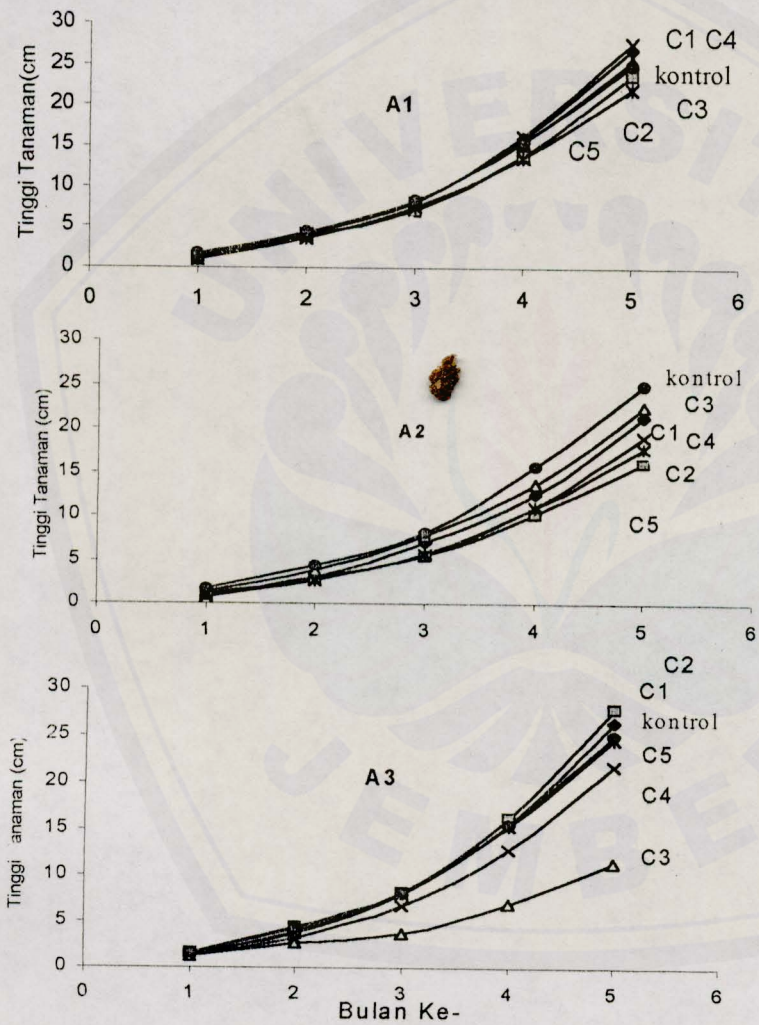 Tinggi Tanaman(cm
30
25
20
15
10
5
0
0 1 2 3 4 5 6
A1
C1 C4
kontrol
C3
C2
C5
Tinggi Tanaman (cm)
30
25
20
15
10
5
0
0 1 2 3 4 5 6
A2
kontrol
C3
C1 C4
C2
C5
Tinggi anaman (cm)
30
25
20
15
10
5
0
0 1 2 3 4 5 6
A3
C2
C1
kontrol
C5
C4
C3
Bulan Ke-
UNIVERSI
JEMBE